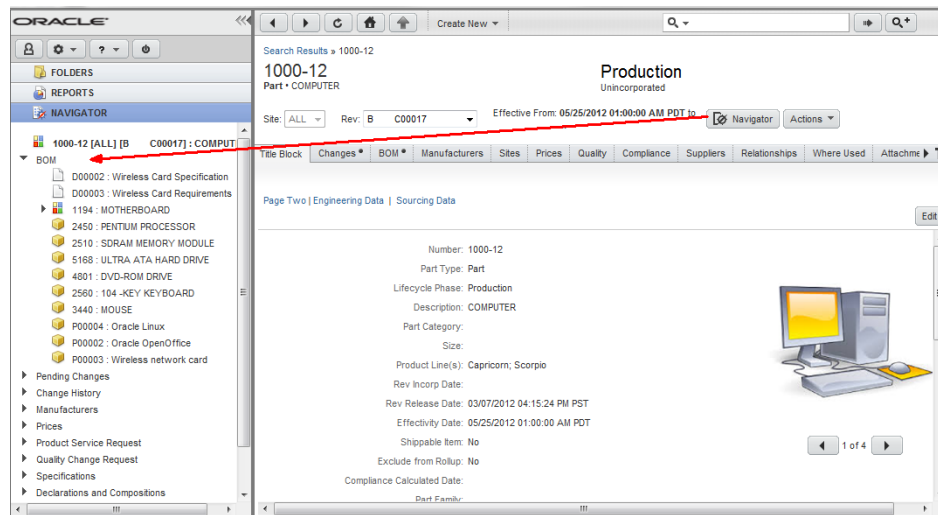 ORACLE
Create New
?
FOLDERS
REPORTS
NAVIGATOR
1000-12 [ALL] [B C00017] : COMPUT
BOM
D00002 : Wireless Card Specification
D00003 : Wireless Card Requirements
1194 : MOTHERBOARD
2450 : PENTIUM PROCESSOR
2510 : SDRAM MEMORY MODULE
5168 : ULTRA ATA HARD DRIVE
4801 : DVD-ROM DRIVE
2560 : 104 -KEY KEYBOARD
3440 : MOUSE
P00004 : Oracle Linux
P00002 : Oracle OpenOffice
P00003 : Wireless network card
Pending Changes
Change History
Manufacturers
Prices
Product Service Request
Quality Change Request
Specifications
Declarations and Compositions
Search Results » 1000-12
1000-12
Part • COMPUTER
Production
Unincorporated
Site: ALL Rev: B C00017 Effective From: 05/25/2012 01:00:00 AM PDT to Navigator Actions
Title Block Changes • BOM • Manufacturers Sites Prices Quality Compliance Suppliers Relationships Where Used Attachme
Page Two | Engineering Data | Sourcing Data
Edit
Number: 1000-12
Part Type: Part
Lifecycle Phase: Production
Description: COMPUTER
Part Category:
Size:
Product Line(s): Capricorn; Scorpio
Rev Incorp Date:
Rev Release Date: 03/07/2012 04:15:24 PM PST
Effectivity Date: 05/25/2012 01:00:00 AM PDT
Shippable Item: No
Exclude from Rollup: No
Compliance Calculated Date:
Part Family:
1 of 4